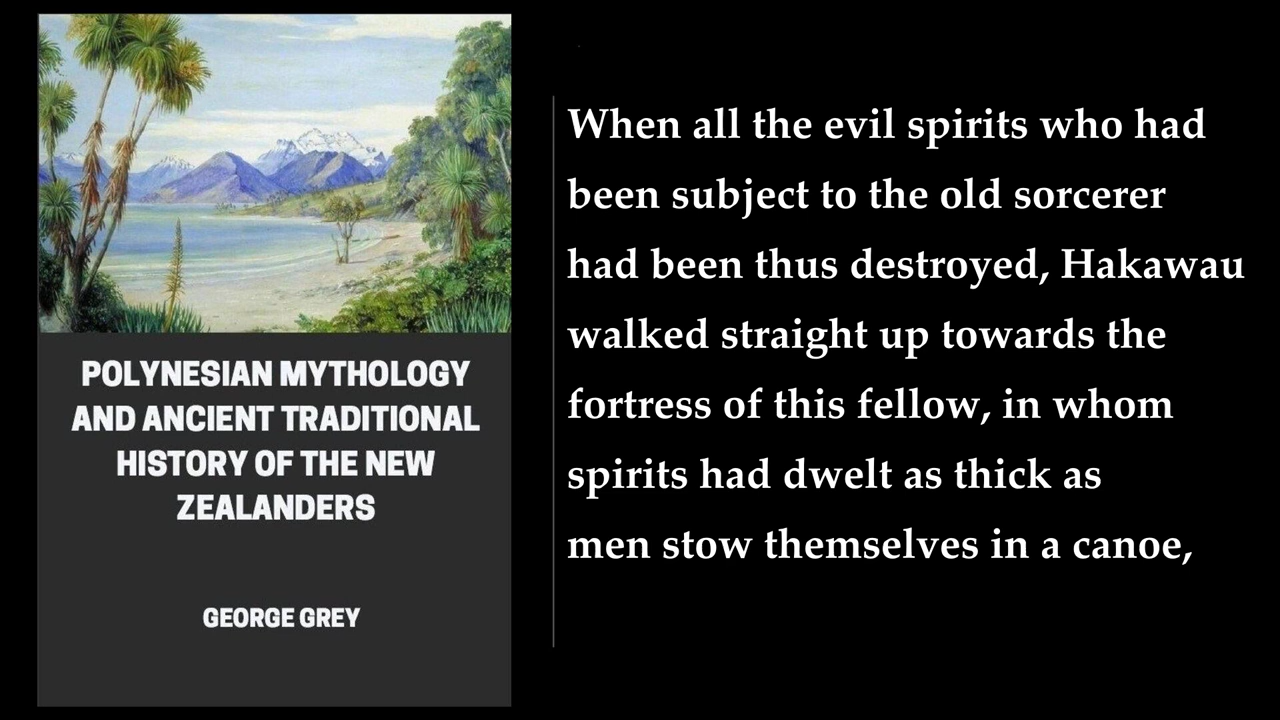 POLYNESIAN MYTHOLOGY
AND ANCIENT TRADITIONAL
HISTORY OF THE NEW
ZEALANDERS
GEORGE GREY
When all the evil spirits who had
been subject to the old sorcerer
had been thus destroyed, Hakawau
walked straight up towards the
fortress of this fellow, in whom
spirits had dwelt as thick as
men stow themselves in a canoe,